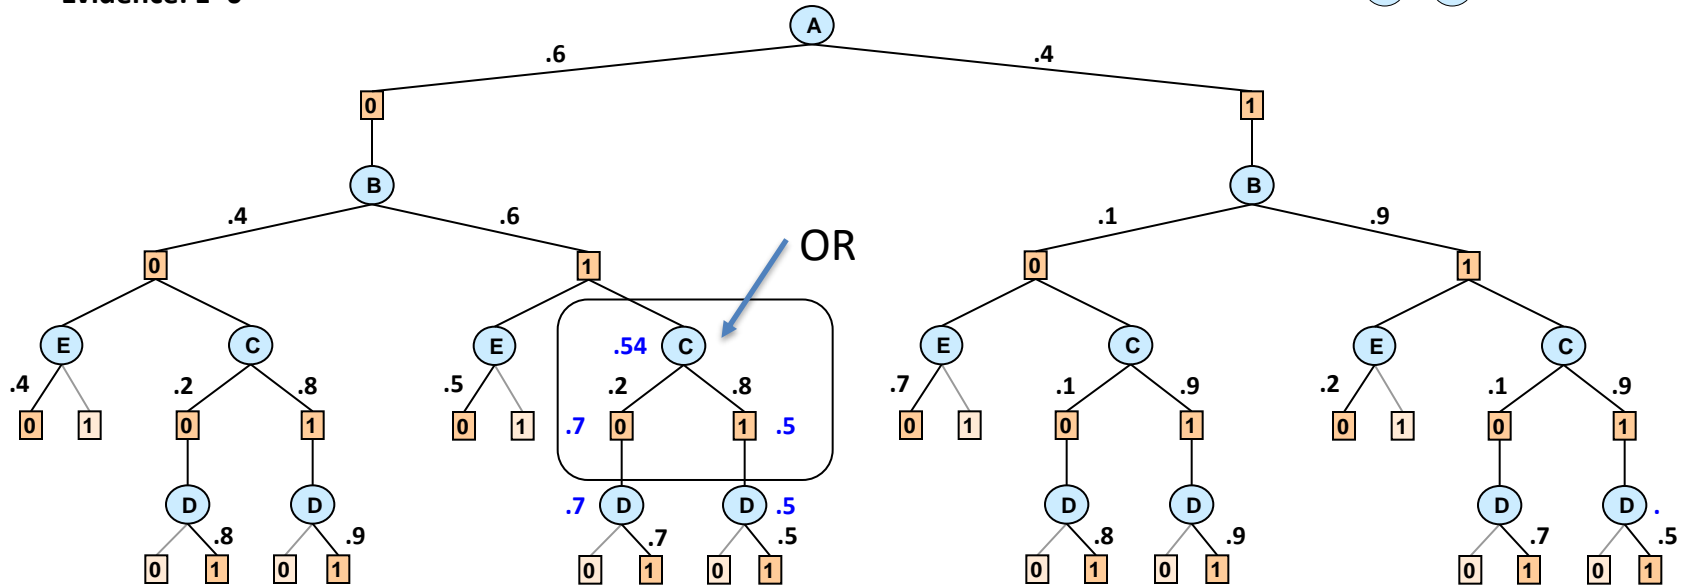 A
.6 .4
0 1
B B
.4 .6 .1 .9
OR
0 1 0 1
E C E .54 C E C E C
.4 .2 .8 .5 .2 .8 .7 .1 .9 .2 .1 .9
0 1 0 1 0 1 .7 0 1 .5 0 1 0 1 0 1 0 1
D D .7 D D .5 D D D D .
.8 .9 .7 .5 .8 .9 .7 .5
0 1 0 1 0 1 0 1 0 1 0 1 0 1 0 1